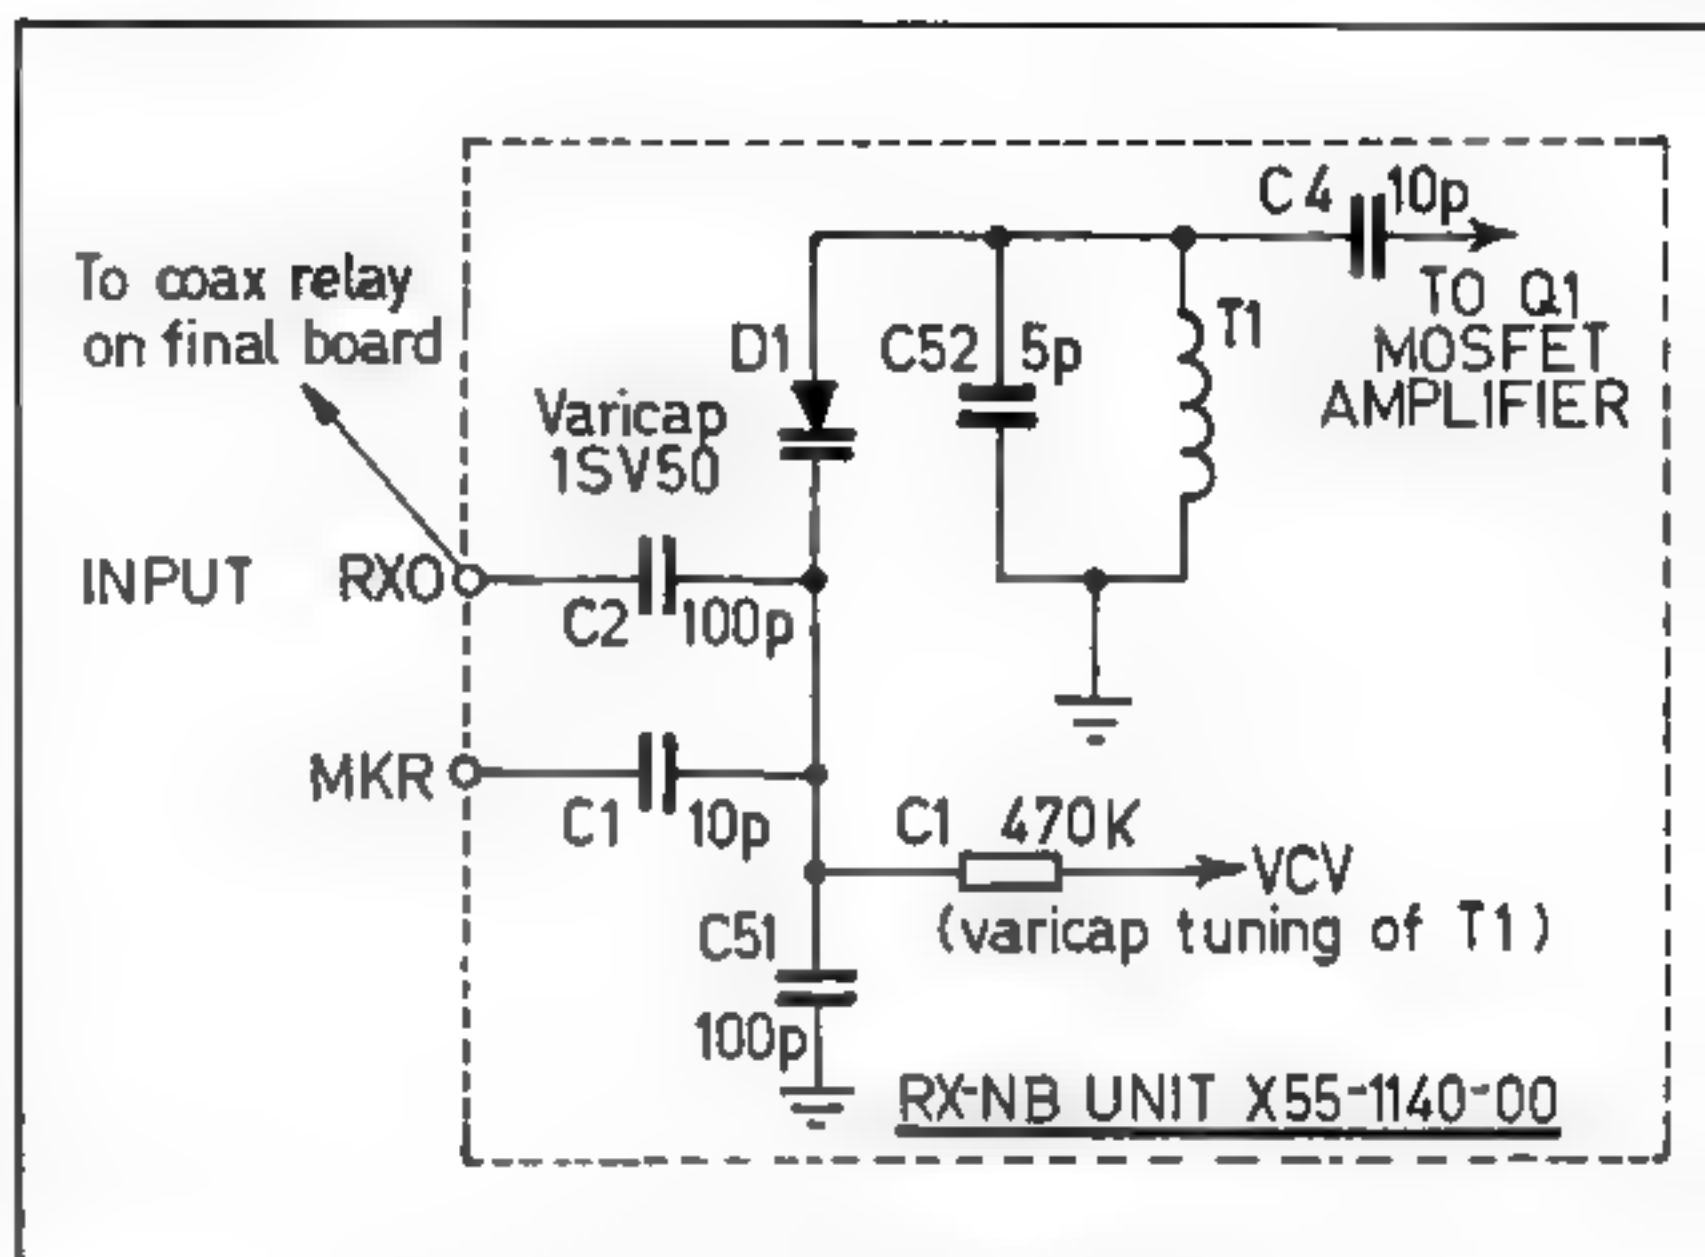 C4 10p
To coax relay
on final board
TO Q1
MOSFET
AMPLIFIER
T1
D1
C52 5p
Varicap
1SV50
INPUT RXO
C2 100p
MKR
C1 10p
C1 470K
VCV
(varicap tuning of T1)
C51
100p
RX-NB UNIT X55-1140-00